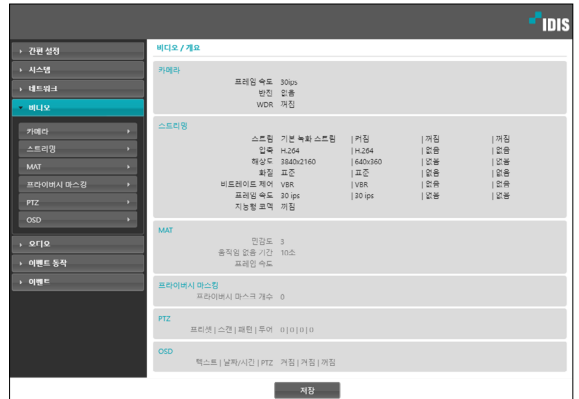 IDIS
간편 설정
시스템
네트워크
비디오
카메라
스트리밍
MAT
프라이버시 마스킹
PTZ
OSD
오디오
이벤트 동작
이벤트
비디오 / 개요
카메라
프레임 속도 30ips
반전 없음
WDR 꺼짐
스트리밍
스트림 기본 녹화 스트림 | 켜짐 | 꺼짐 | 꺼짐
압축 H.264 | H.264 | 없음 | 없음
해상도 3840x2160 | 640x360 | 없음 | 없음
화질 표준 | 표준 | 없음 | 없음
비트레이트 제어 VBR | VBR | 없음 | 없음
프레임 속도 30 ips | 30 ips | 없음 | 없음
지능형 코덱 꺼짐
MAT
민감도 3
움직임 없음 기간 10초
프레임 속도
프라이버시 마스킹
프라이버시 마스크 개수 0
PTZ
프리셋 | 스캔 | 패턴 | 투어 0 | 0 | 0 | 0
OSD
텍스트 | 날짜/시간 | PTZ 꺼짐 | 꺼짐 | 꺼짐
저장